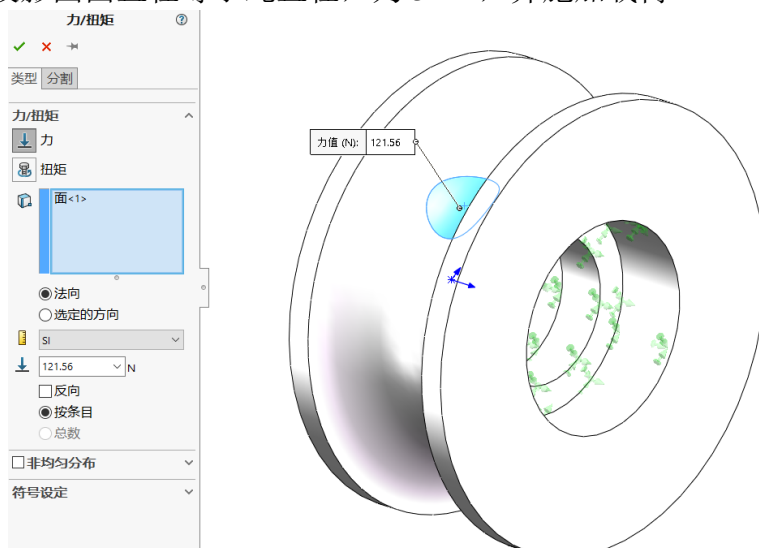 力/扭矩
类型 分割
力/扭矩
力
扭矩
面<1>
力值 (N): 121.56
法向
选定的方向
SI
121.56 N
反向
按条目
总数
非均匀分布
符号设定